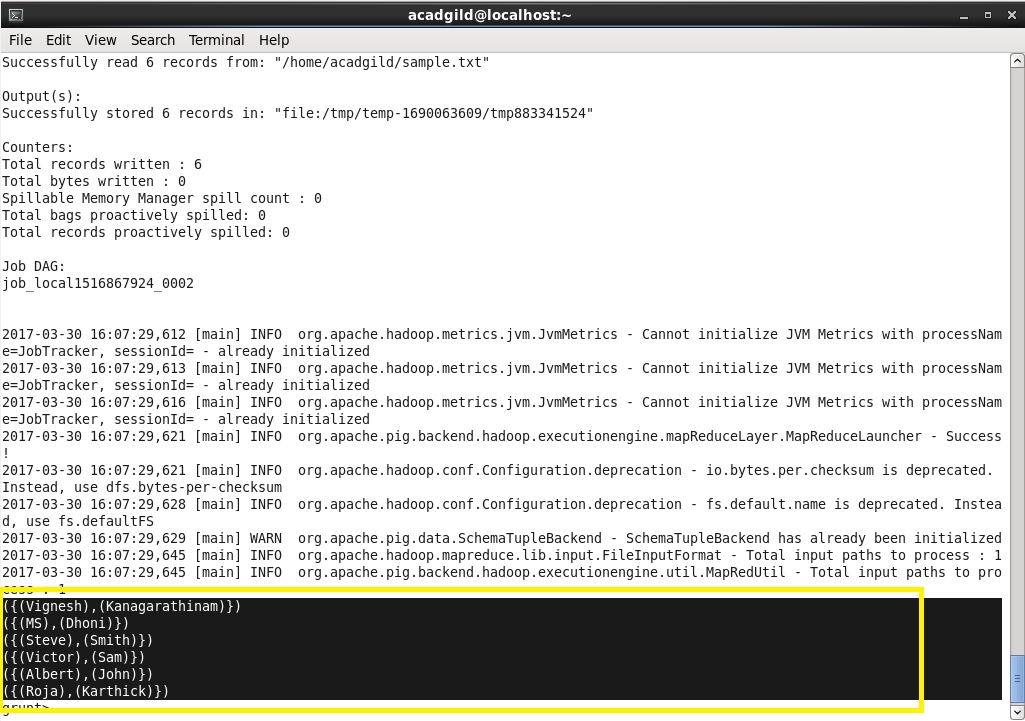 acadgild@localhost:~
File Edit View Search Terminal Help
Successfully read 6 records from: "/home/acadgild/sample.txt"
Output(s):
Successfully stored 6 records in: "file:/tmp/temp-1690063609/tmp883341524"
Counters:
Total records written : 6
Total bytes written : 0
Spillable Memory Manager spill count : 0
Total bags proactively spilled: 0
Total records proactively spilled: 0
Job DAG:
job_local1516867924_0002
2017-03-30 16:07:29,612 [main] INFO  org.apache.hadoop.metrics.jvm.JvmMetrics - Cannot initialize JVM Metrics with processNam
e=JobTracker, sessionId= - already initialized
2017-03-30 16:07:29,613 [main] INFO  org.apache.hadoop.metrics.jvm.JvmMetrics - Cannot initialize JVM Metrics with processNam
e=JobTracker, sessionId= - already initialized
2017-03-30 16:07:29,616 [main] INFO  org.apache.hadoop.metrics.jvm.JvmMetrics - Cannot initialize JVM Metrics with processNam
e=JobTracker, sessionId= - already initialized
2017-03-30 16:07:29,621 [main] INFO  org.apache.pig.backend.hadoop.executionengine.mapReduceLayer.MapReduceLauncher - Success
!
2017-03-30 16:07:29,621 [main] INFO  org.apache.hadoop.conf.Configuration.deprecation - io.bytes.per.checksum is deprecated.
Instead, use dfs.bytes-per-checksum
2017-03-30 16:07:29,628 [main] INFO  org.apache.hadoop.conf.Configuration.deprecation - fs.default.name is deprecated. Instea
d, use fs.defaultFS
2017-03-30 16:07:29,629 [main] WARN  org.apache.pig.data.SchemaTupleBackend - SchemaTupleBackend has already been initialized
2017-03-30 16:07:29,645 [main] INFO  org.apache.hadoop.mapreduce.lib.input.FileInputFormat - Total input paths to process : 1
2017-03-30 16:07:29,645 [main] INFO  org.apache.pig.backend.hadoop.executionengine.util.MapRedUtil - Total input paths to pro
cess : 1
({(Vignesh),(Kanagarathinam)})
({(MS),(Dhoni)})
({(Steve),(Smith)})
({(Victor),(Sam)})
({(Albert),(John)})
({(Roja),(Karthick)})
grunt>